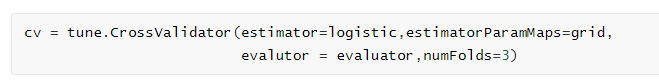 cv = tune.CrossValidator(estimator=logistic,estimatorParamMaps=grid,
evalutor = evaluator,numFolds=3)